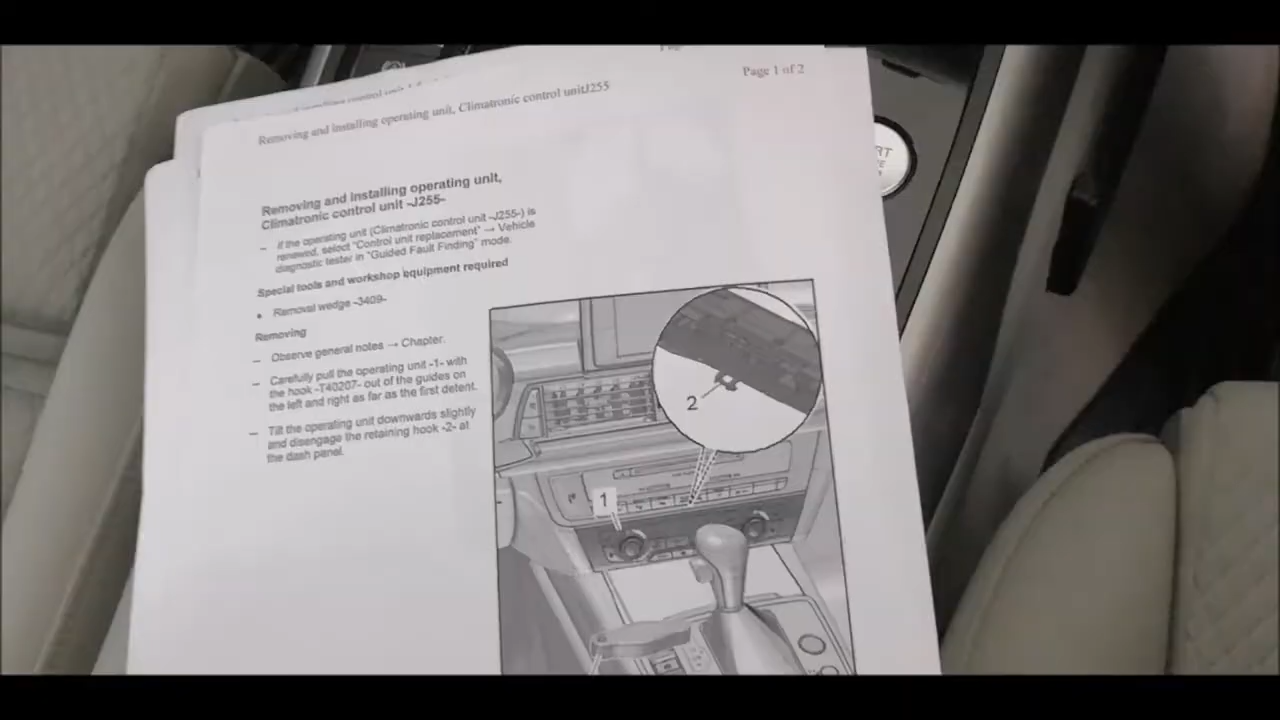 Page 1 of 2
Removing and installing operating unit, Climatronic control unitJ255
Removing and installing operating unit,
Climatronic control unit -J255-
– If the operating unit (Climatronic control unit -J255-) is
renewed, select "Control unit replacement" → Vehicle
diagnostic tester in "Guided Fault Finding" mode.
Special tools and workshop equipment required
• Removal wedge -3409-
Removing
– Observe general notes → Chapter.
– Carefully pull the operating unit -1- with
the hook -T40207- out of the guides on
the left and right as far as the first detent.
– Tilt the operating unit downwards slightly
and disengage the retaining hook -2- at
the dash panel.
2
1